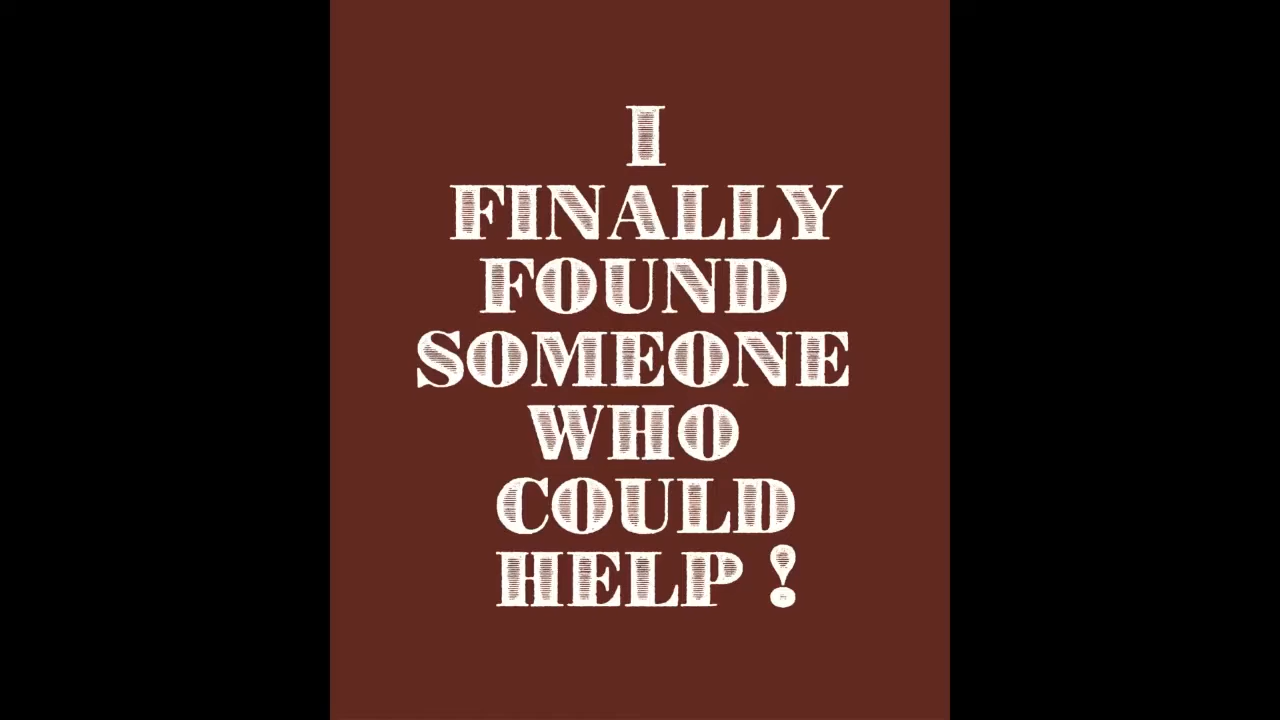 I
FINALLY
FOUND
SOMEONE
WHO
COULD
HELP !